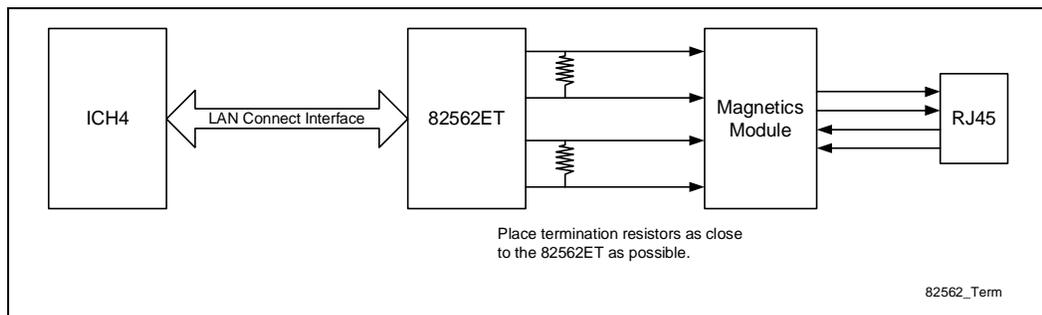 ICH4
LAN Connect Interface
82562ET
Magnetics
Module
RJ45
Place termination resistors as close
to the 82562ET as possible.
82562_Term